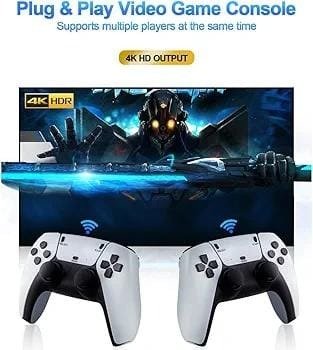 Plug & Play Video Game Console
Supports multiple players at the same time
4K HD OUTPUT
4K HDR